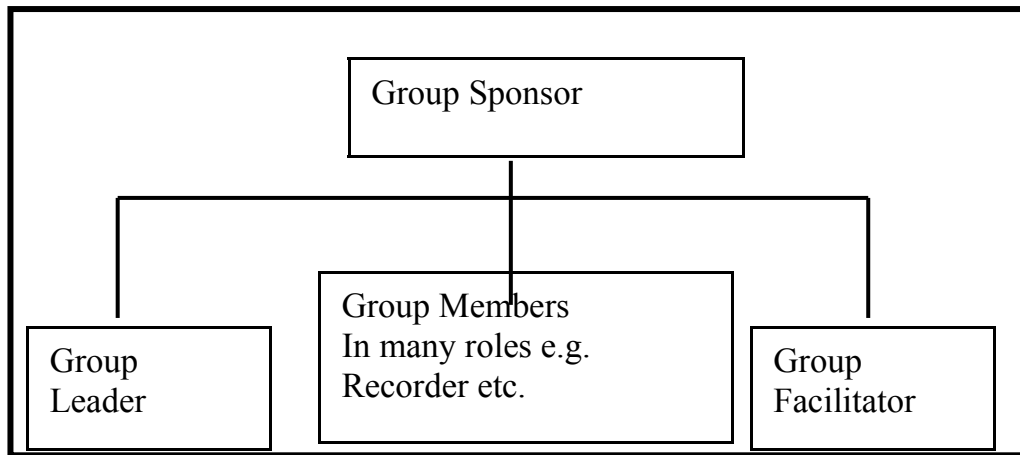 Group Sponsor
Group
Leader
Group Members
In many roles e.g.
Recorder etc.
Group
Facilitator